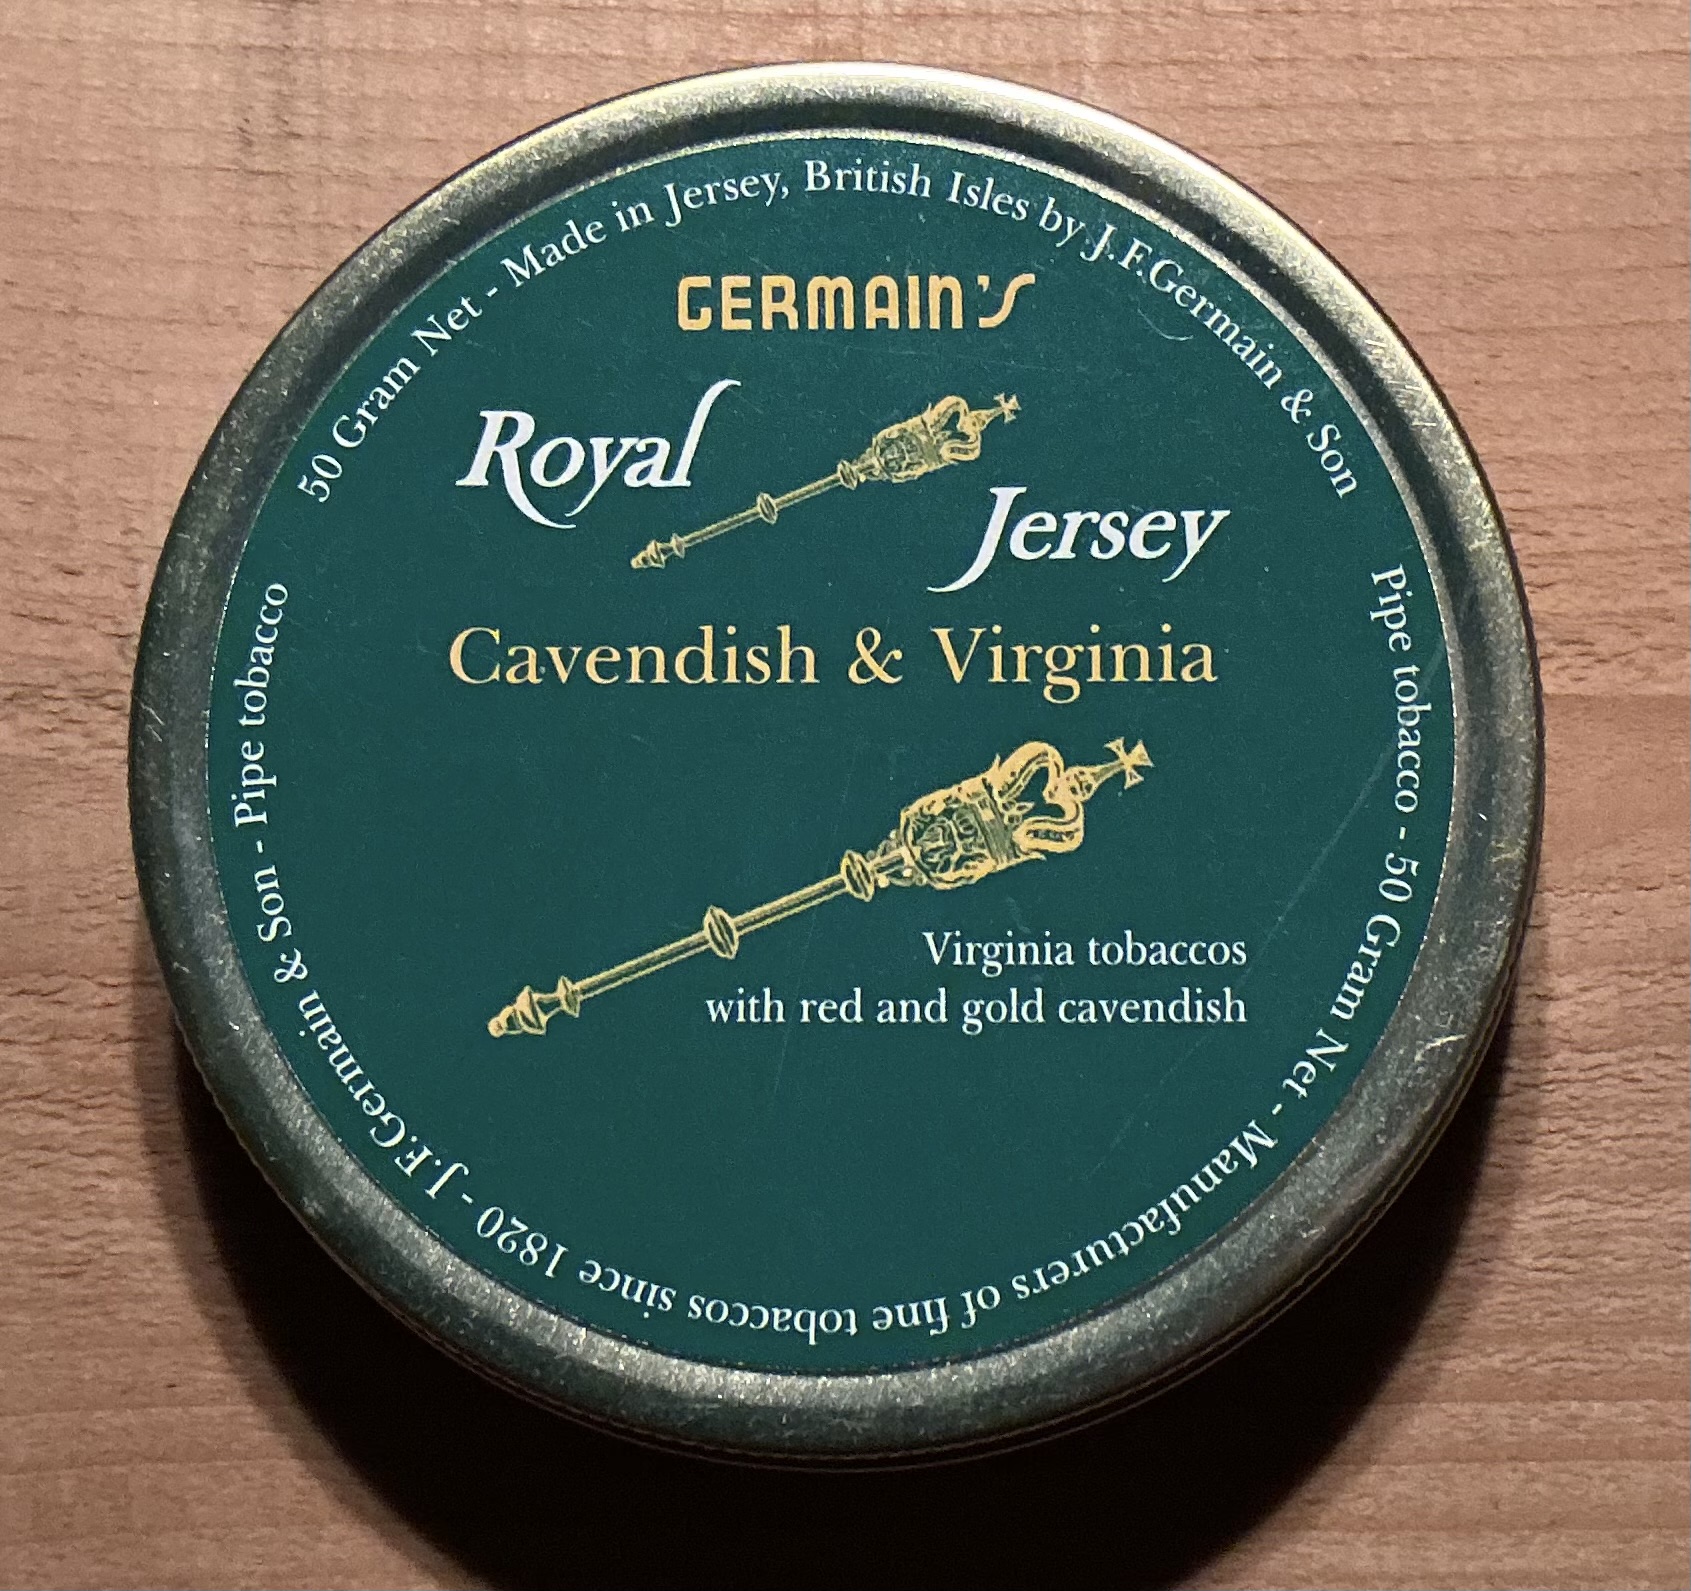 50 Gram Net - Made in Jersey, British Isles by J.F.Germain & Son
GERMAIN'S
Royal
Jersey
Cavendish & Virginia
Virginia tobaccos
with red and gold cavendish
Pipe tobacco - 50 Gram Net - Manufacturers of fine tobaccos since 1820 - J.F.Germain & Son - Pipe tobacco